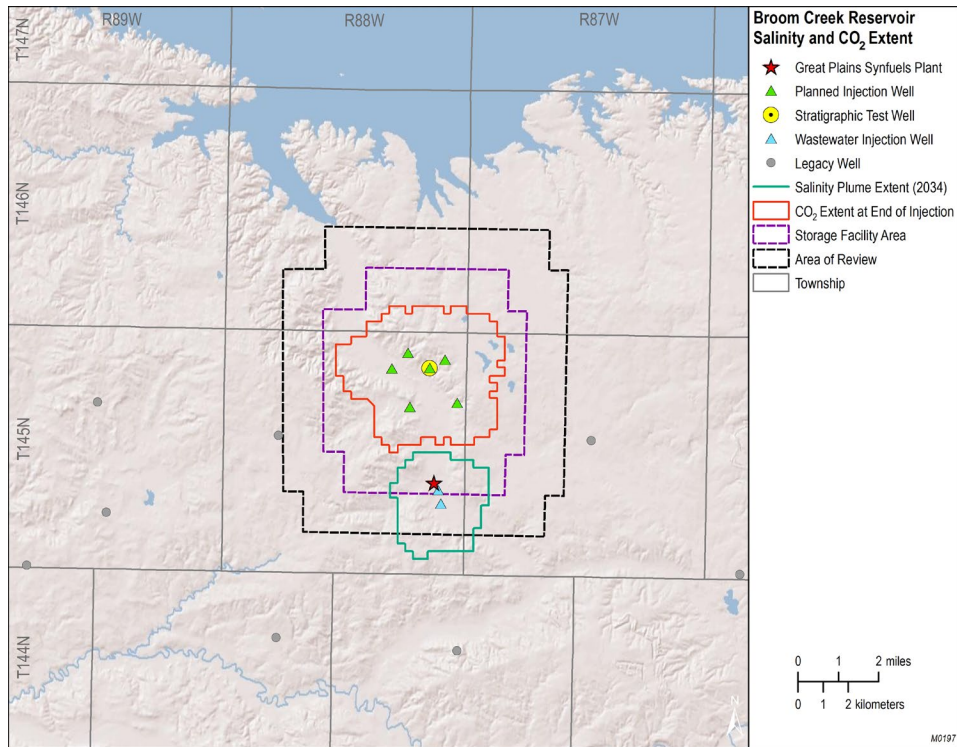 R89W
R88W
R87W
T147N
T146N
T145N
T144N
Broom Creek Reservoir
Salinity and CO₂ Extent
Great Plains Synfuels Plant
Planned Injection Well
Stratigraphic Test Well
Wastewater Injection Well
Legacy Well
Salinity Plume Extent (2034)
CO₂ Extent at End of Injection
Storage Facility Area
Area of Review
Township
0 1 2 miles
0 1 2 kilometers
M0197